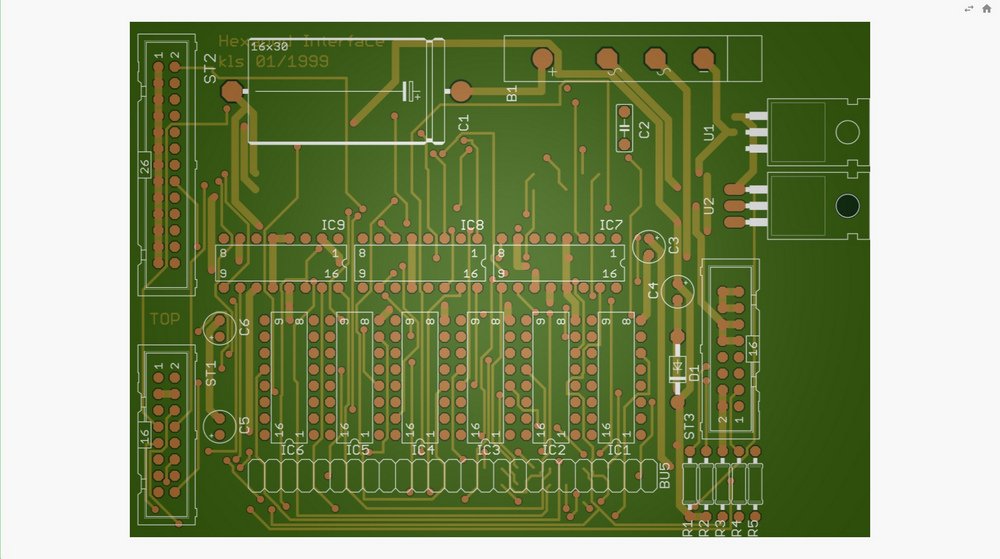 kls 01/1999
16x30
1 2
ST2
26
B1
C1
C2
U1
U2
IC9
IC8
IC7
8 1
9 16
8 1
9 16
8 1
9 16
C3
C4
TOP
C6
ST1
1 2
16
C5
9 8
16 1
9 8
16 1
9 8
16 1
9 8
16 1
9 8
16 1
9 8
16 1
IC6
IC5
IC4
IC3
IC2
IC1
BU5
D1
16
2 1
ST3
R1
R2
R3
R4
R5